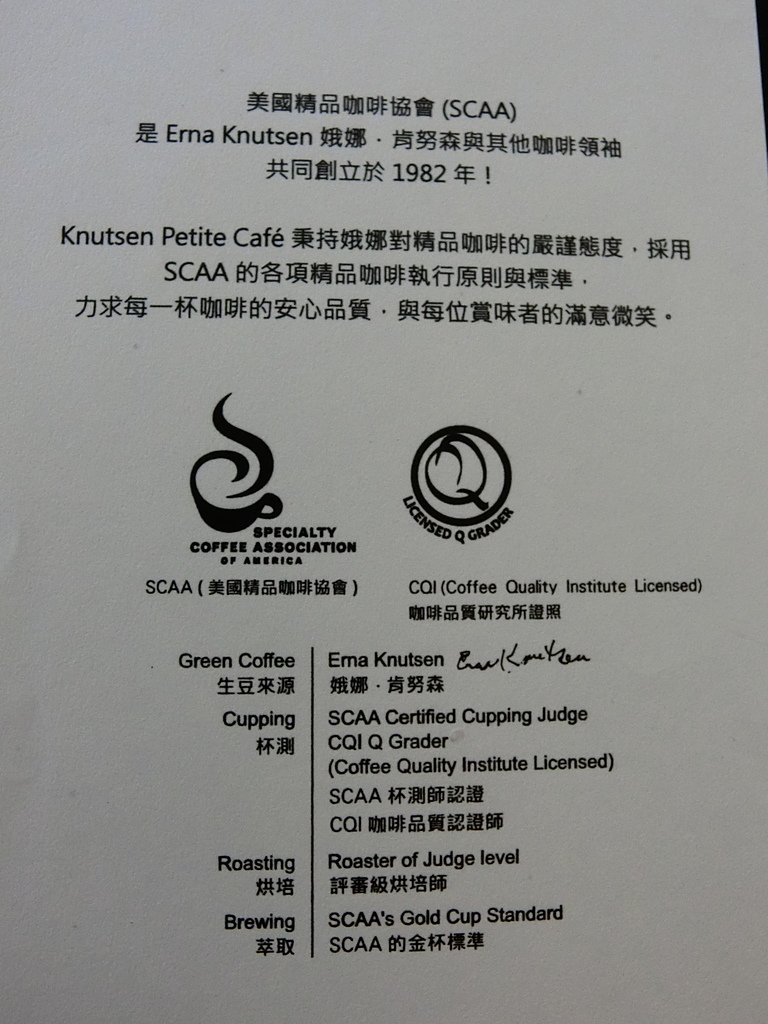 美國精品咖啡協會 (SCAA)
是 Erna Knutsen 娥娜．肯努森與其他咖啡領袖
共同創立於 1982 年！
Knutsen Petite Café 秉持娥娜對精品咖啡的嚴謹態度，採用
SCAA 的各項精品咖啡執行原則與標準，
力求每一杯咖啡的安心品質，與每位賞味者的滿意微笑。
SPECIALTY
COFFEE ASSOCIATION
OF AMERICA
LICENSED Q GRADER
SCAA ( 美國精品咖啡協會 )
CQI (Coffee Quality Institute Licensed)
咖啡品質研究所證照
Green Coffee
生豆來源
Erna Knutsen Erna Knutsen
娥娜．肯努森
Cupping
杯測
SCAA Certified Cupping Judge
CQI Q Grader
(Coffee Quality Institute Licensed)
SCAA 杯測師認證
CQI 咖啡品質認證師
Roasting
烘培
Roaster of Judge level
評審級烘培師
Brewing
萃取
SCAA's Gold Cup Standard
SCAA 的金杯標準